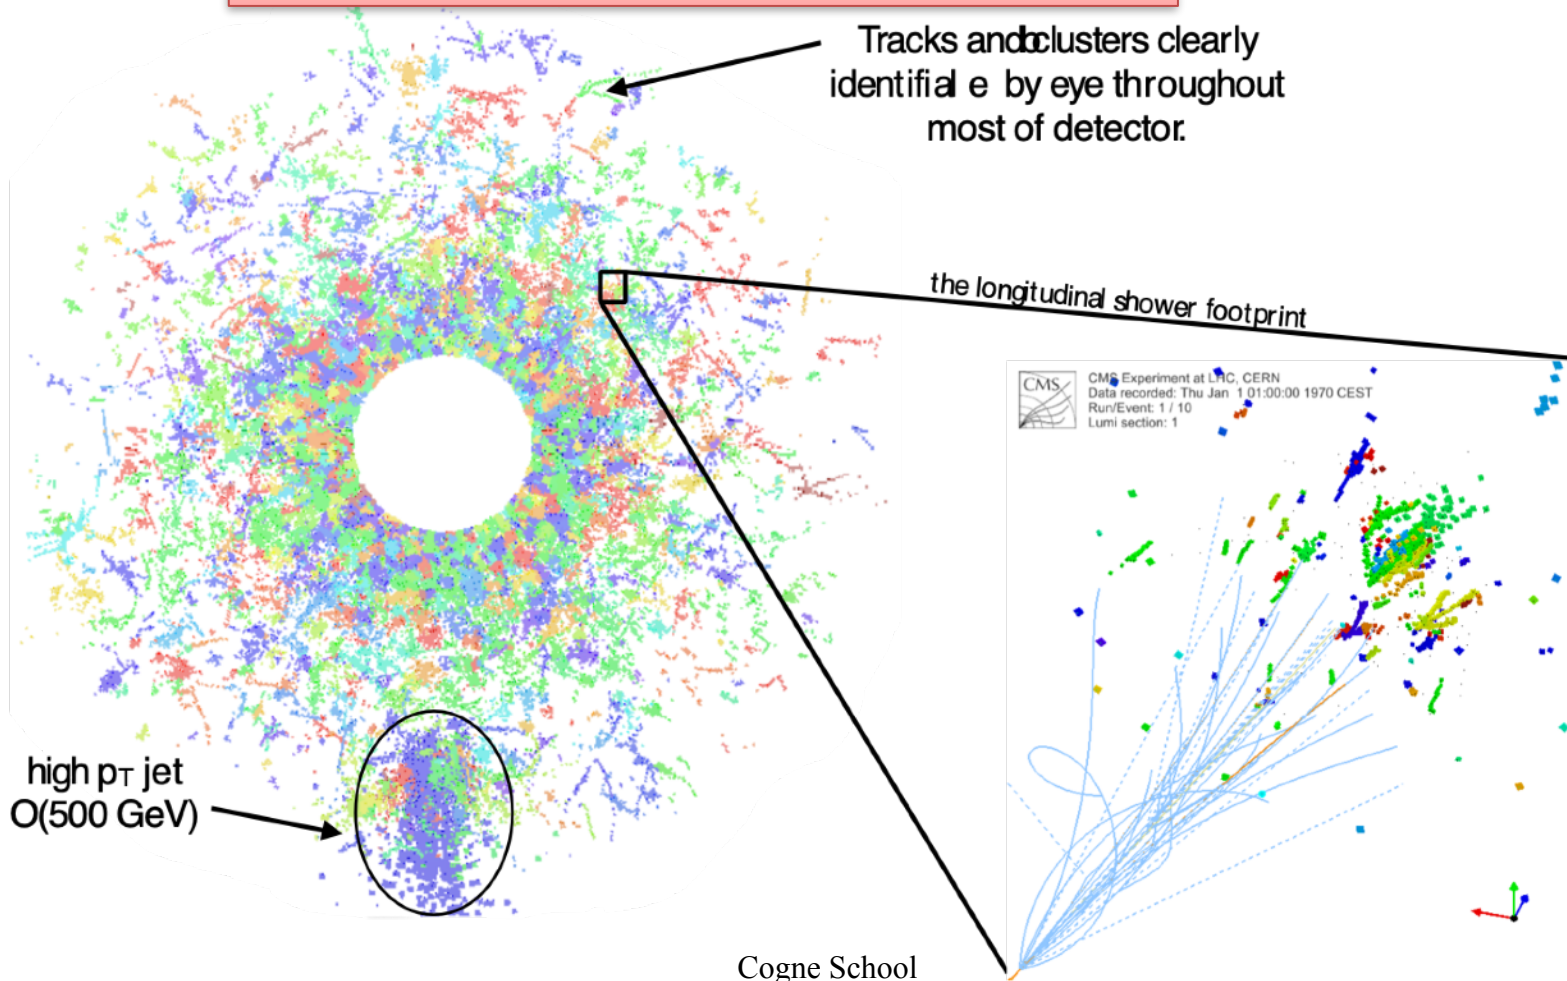 Tracks andbclusters clearly
identifial e by eye throughout
most of detector.
the longitudinal shower footprint
CMS
CMS Experiment at LHC, CERN
Data recorded: Thu Jan 1 01:00:00 1970 CEST
Run/Event: 1 / 10
Lumi section: 1
high pT jet
O(500 GeV)
Cogne School